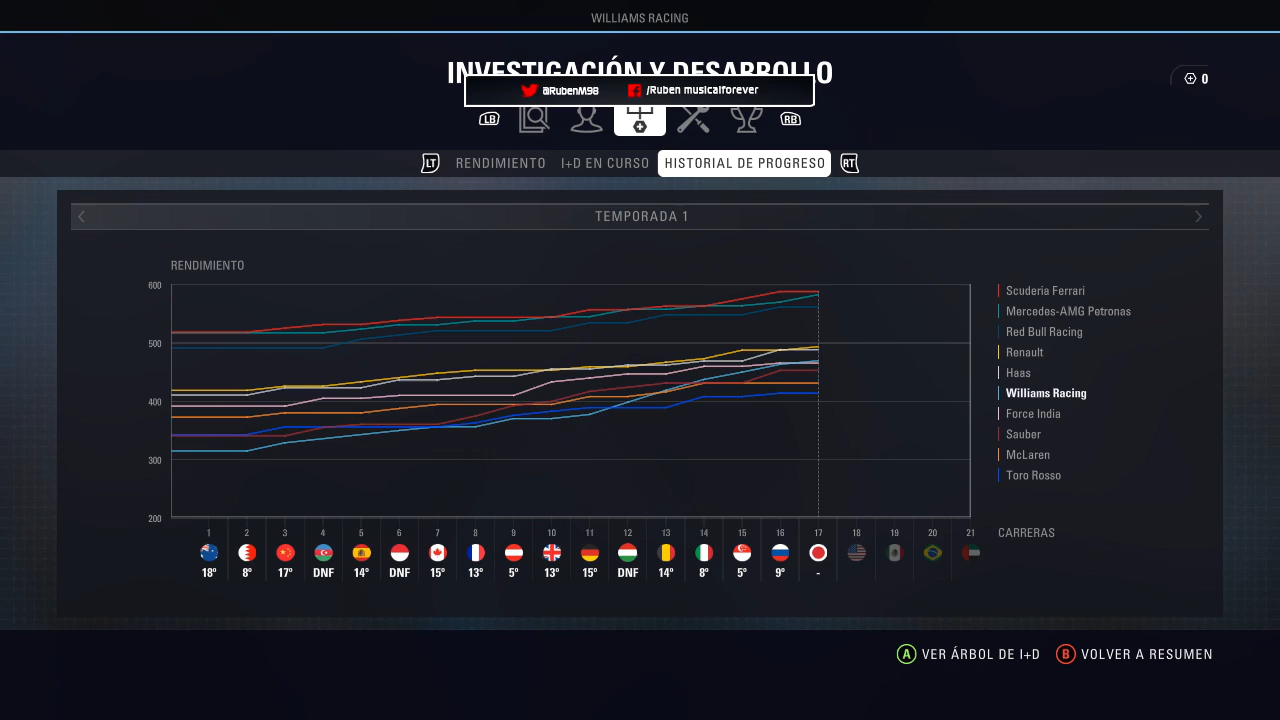 WILLIAMS RACING
INVESTIGACIÓN Y DESARROLLO
0
@RubenM98 /Ruben musicalforever
LB RB
LT RENDIMIENTO I+D EN CURSO HISTORIAL DE PROGRESO RT
TEMPORADA 1
RENDIMIENTO
600
500
400
300
200
Scuderia Ferrari
Mercedes-AMG Petronas
Red Bull Racing
Renault
Haas
Williams Racing
Force India
Sauber
McLaren
Toro Rosso
1 2 3 4 5 6 7 8 9 10 11 12 13 14 15 16 17 18 19 20 21 CARRERAS
18º 8º 17º DNF 14º DNF 15º 13º 5º 13º 15º DNF 14º 8º 5º 9º -
A VER ÁRBOL DE I+D B VOLVER A RESUMEN